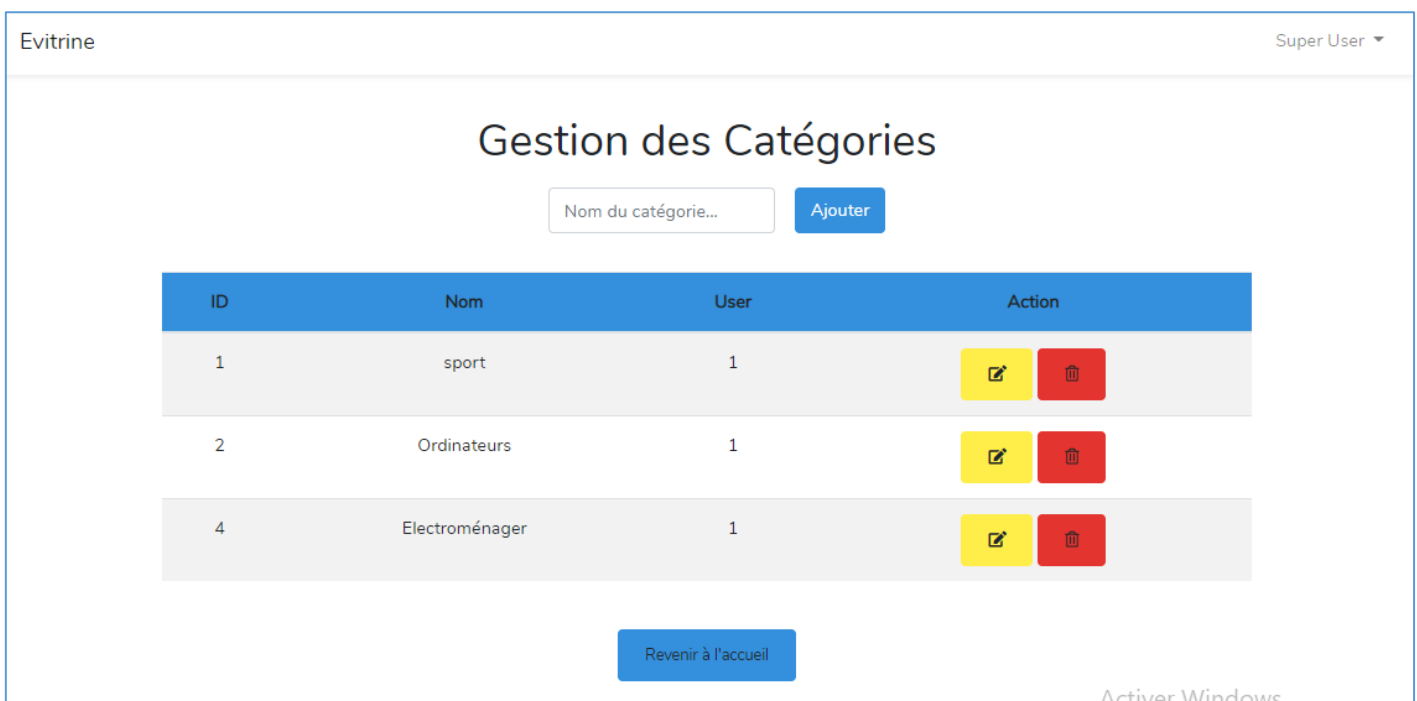 Evitrine
Super User
Gestion des Catégories
Nom du catégorie...
Ajouter
ID Nom User Action
1 sport 1
2 Ordinateurs 1
4 Electroménager 1
Revenir à l'accueil
Activer Windows